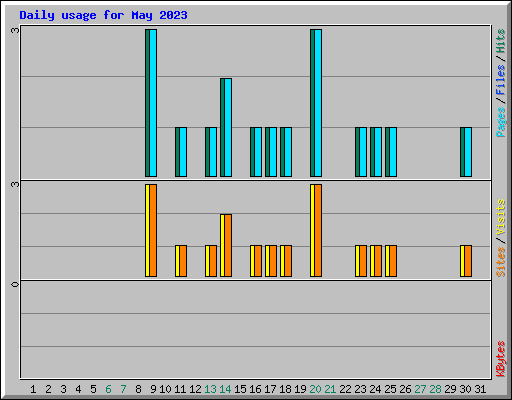 Daily usage for May 2023
3
3
0
Pages / Files / Hits
Sites / Visits
KBytes
1 2 3 4 5 6 7 8 9 10 11 12 13 14 15 16 17 18 19 20 21 22 23 24 25 26 27 28 29 30 31